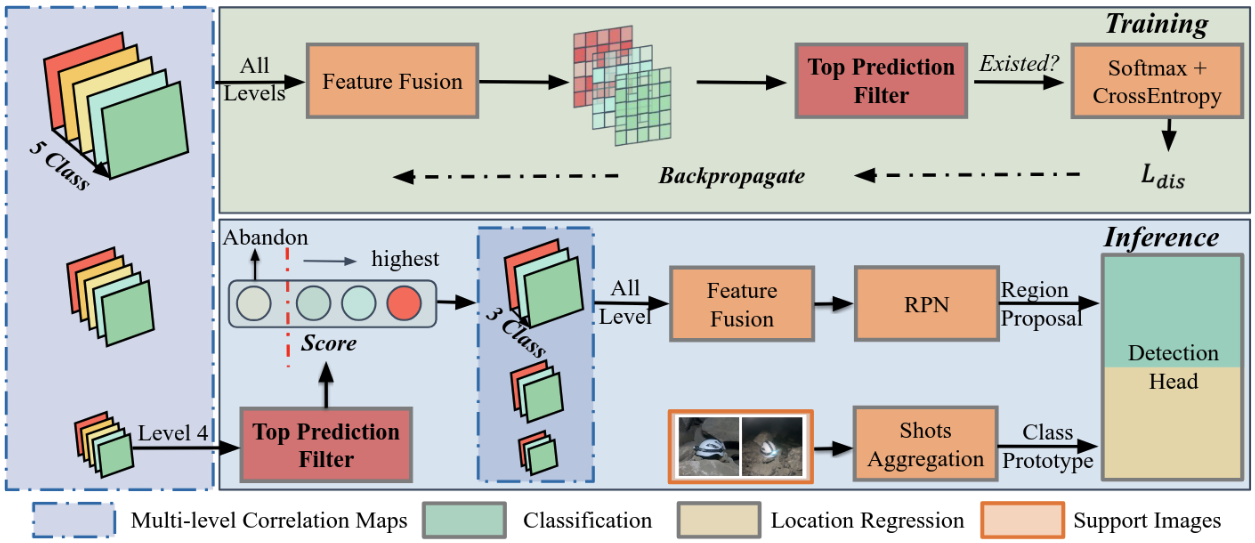 Training
All
Levels
Feature Fusion
Top Prediction
Filter
Existed?
Softmax +
CrossEntropy
5 Class
Backpropagate
L_dis
Inference
Abandon
highest
Score
3 Class
All
Level
Feature
Fusion
RPN
Region
Proposal
Detection
Head
Level 4
Top Prediction
Filter
Shots
Aggregation
Class
Prototype
Multi-level Correlation Maps
Classification
Location Regression
Support Images